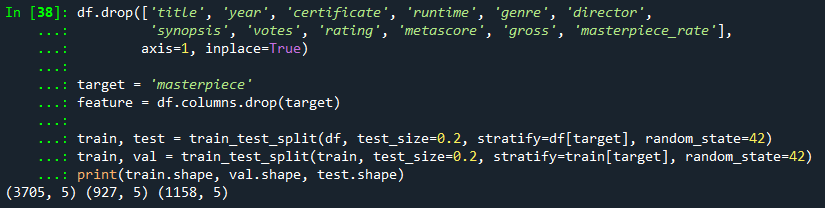 In [38]: df.drop(['title', 'year', 'certificate', 'runtime', 'genre', 'director',
    ...:          'synopsis', 'votes', 'rating', 'metascore', 'gross', 'masterpiece_rate'],
    ...:         axis=1, inplace=True)
    ...:
    ...: target = 'masterpiece'
    ...: feature = df.columns.drop(target)
    ...:
    ...: train, test = train_test_split(df, test_size=0.2, stratify=df[target], random_state=42)
    ...: train, val = train_test_split(train, test_size=0.2, stratify=train[target], random_state=42)
    ...: print(train.shape, val.shape, test.shape)
(3705, 5) (927, 5) (1158, 5)